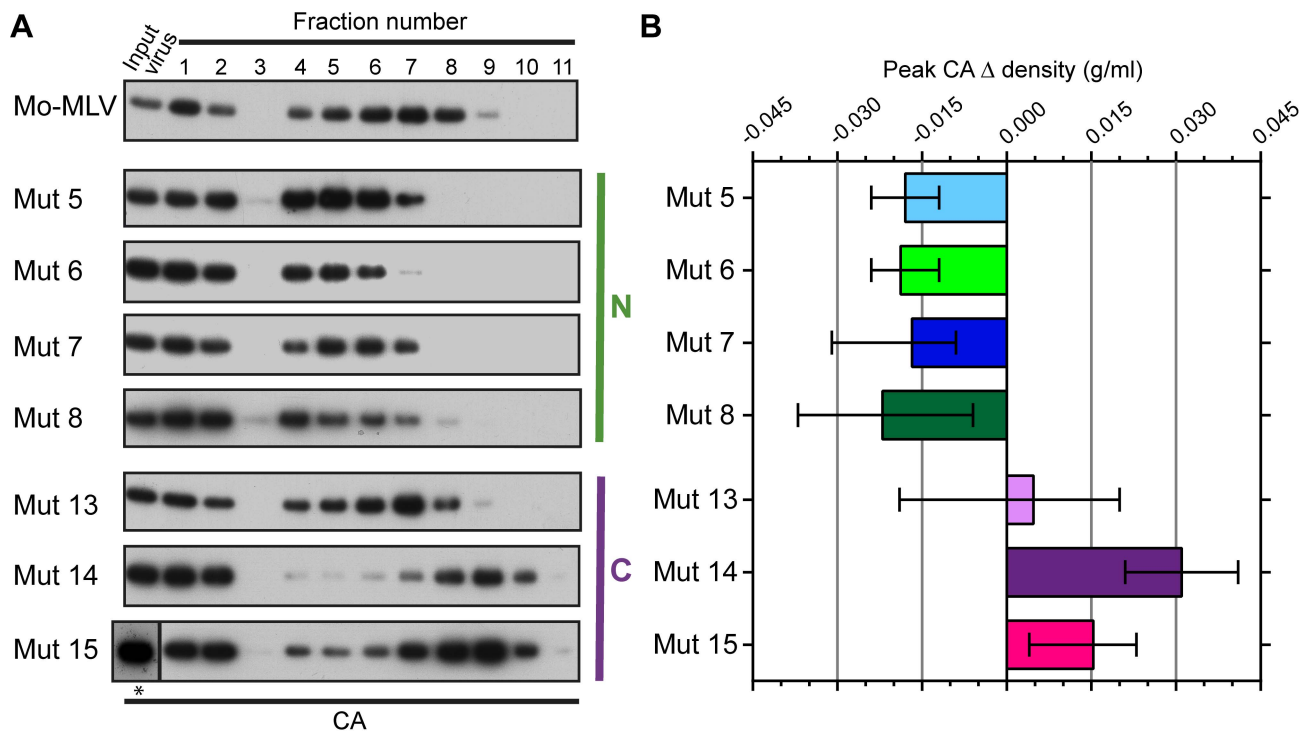 A
Fraction number
Input virus 1 2 3 4 5 6 7 8 9 10 11
Mo-MLV
Mut 5
Mut 6
Mut 7
Mut 8
N
Mut 13
Mut 14
Mut 15
C
*
CA
B
Peak CA Δ density (g/ml)
-0.045 -0.030 -0.015 0.000 0.015 0.030 0.045
Mut 5
Mut 6
Mut 7
Mut 8
Mut 13
Mut 14
Mut 15